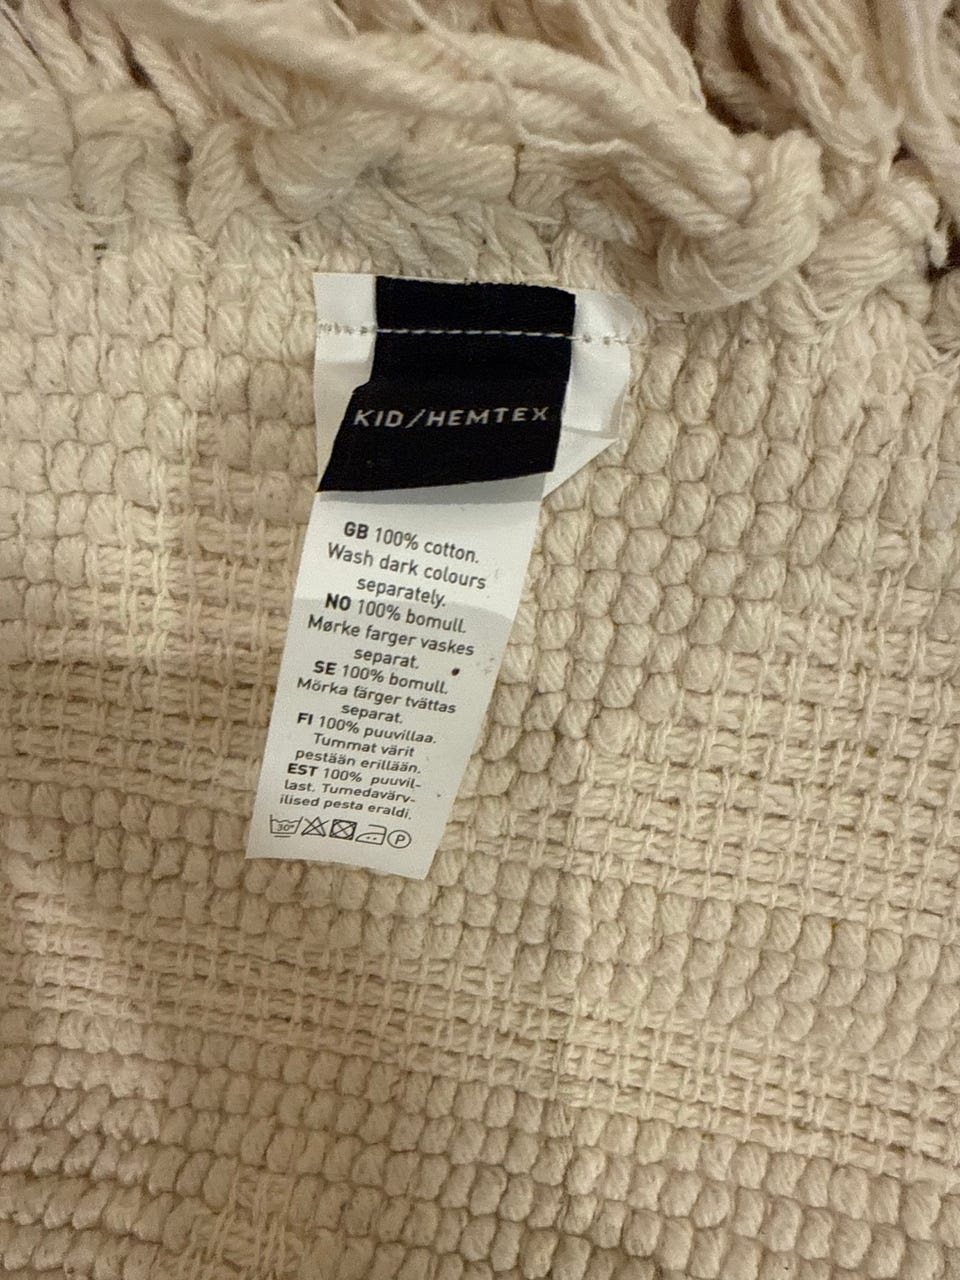 KID/HEMTEX
GB 100% cotton.
Wash dark colours
separately.
NO 100% bomull.
Mørke farger vaskes
separat.
SE 100% bomull.
Mörka färger tvättas
separat.
FI 100% puuvillaa.
Tummat värit
pestään erillään.
EST 100% puuvil-
last. Tumedavärv-
ilised pesta eraldi.
30° P